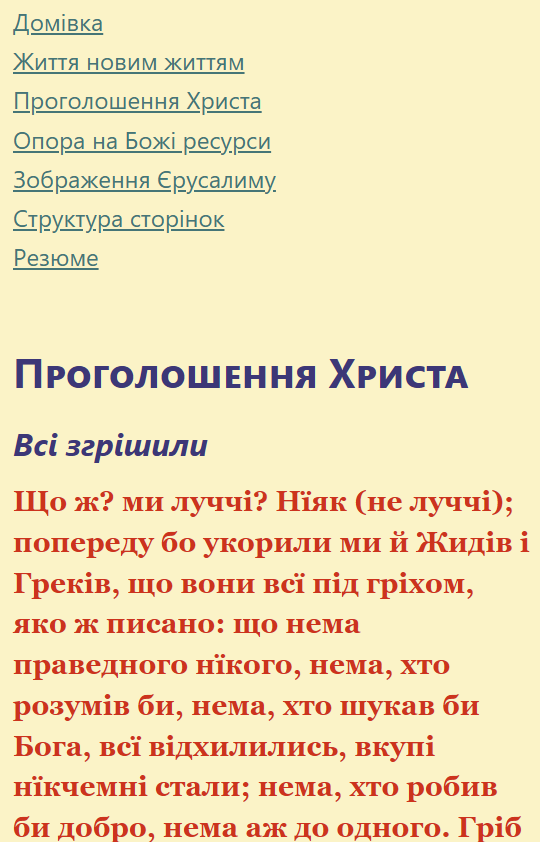 Домівка
Життя новим життям
Проголошення Христа
Опора на Божі ресурси
Зображення Єрусалиму
Структура сторінок
Резюме
Проголошення Христа
Всі згрішили
Що ж? ми луччі? Нїяк (не луччі);
попереду бо укорили ми й Жидів і
Греків, що вони всї під гріхом,
яко ж писано: що нема
праведного нїкого, нема, хто
розумів би, нема, хто шукав би
Бога, всї відхилились, вкупі
нїкчемні стали; нема, хто робив
би добро, нема аж до одного. Гріб